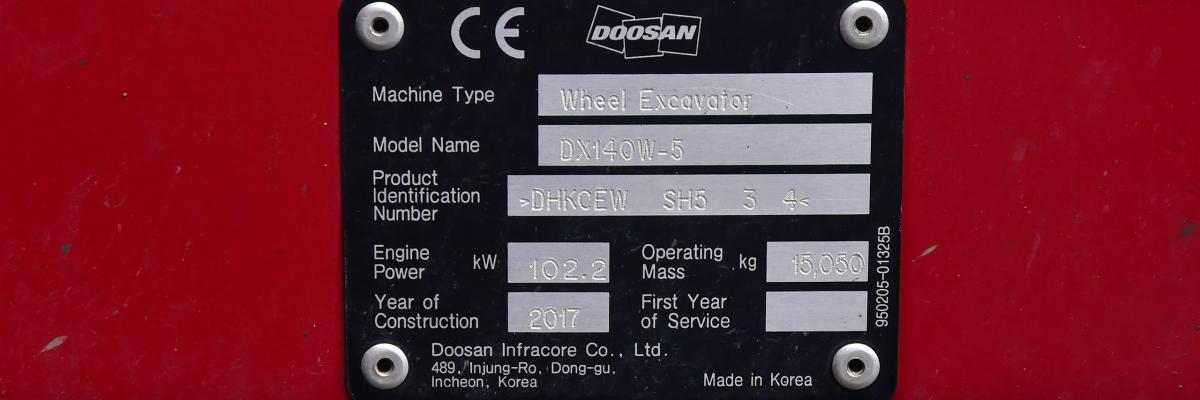 CE DOOSAN
Machine Type Wheel Excavator
Model Name DX140W-5
Product
Identification
Number >DHKCEW SH5 3 4<
Engine
Power kW 102.2
Operating
Mass kg 15,050
Year of
Construction 2017
First Year
of Service
950205-01325B
Doosan Infracore Co., Ltd.
489, Injung-Ro, Dong-gu,
Incheon, Korea
Made in Korea